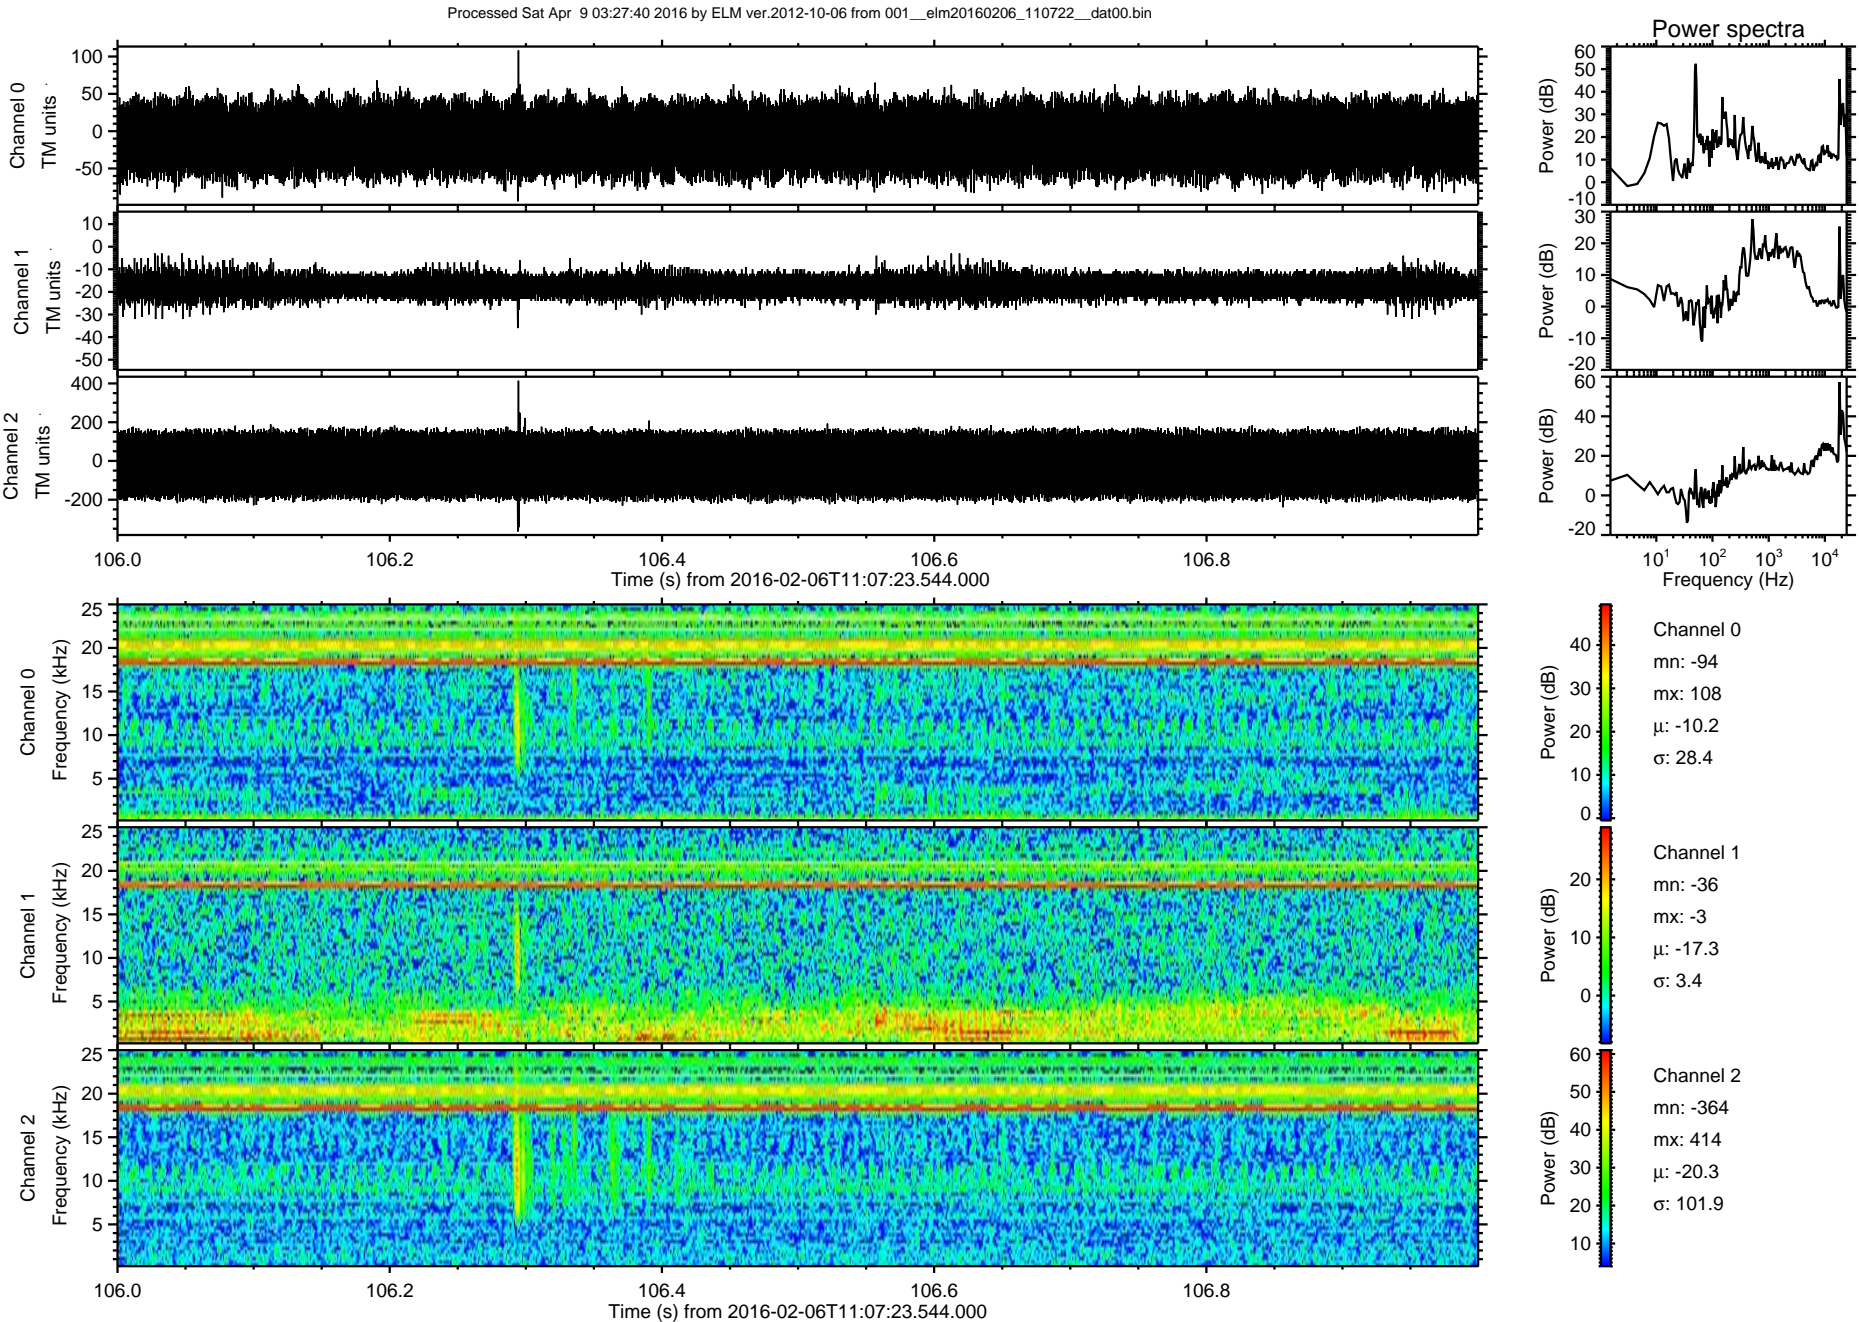 Processed Sat Apr  9 03:27:40 2016 by ELM ver.2012-10-06 from 001__elm20160206_110722__dat00.bin
Power spectra
Channel 0
TM units
100
50
0
-50
Power (dB)
60
50
40
30
20
10
0
-10
Channel 1
TM units
10
0
-10
-20
-30
-40
-50
Power (dB)
30
20
10
0
-10
-20
Channel 2
TM units
400
200
0
-200
Power (dB)
60
40
20
0
-20
106.0 106.2 106.4 106.6 106.8
Time (s) from 2016-02-06T11:07:23.544.000
10¹ 10² 10³ 10⁴
Frequency (Hz)
Channel 0
Frequency (kHz)
25
20
15
10
5
Power (dB)
40
30
20
10
0
Channel 0
mn: -94
mx: 108
μ: -10.2
σ: 28.4
Channel 1
Frequency (kHz)
25
20
15
10
5
Power (dB)
20
10
0
Channel 1
mn: -36
mx: -3
μ: -17.3
σ: 3.4
Channel 2
Frequency (kHz)
25
20
15
10
5
Power (dB)
60
50
40
30
20
10
Channel 2
mn: -364
mx: 414
μ: -20.3
σ: 101.9
106.0 106.2 106.4 106.6 106.8
Time (s) from 2016-02-06T11:07:23.544.000